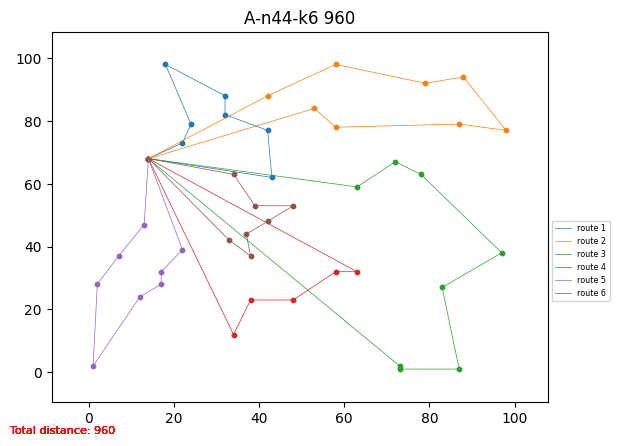 A-n44-k6 960
100
80
60
40
20
0
0 20 40 60 80 100
route 1
route 2
route 3
route 4
route 5
route 6
Total distance: 960